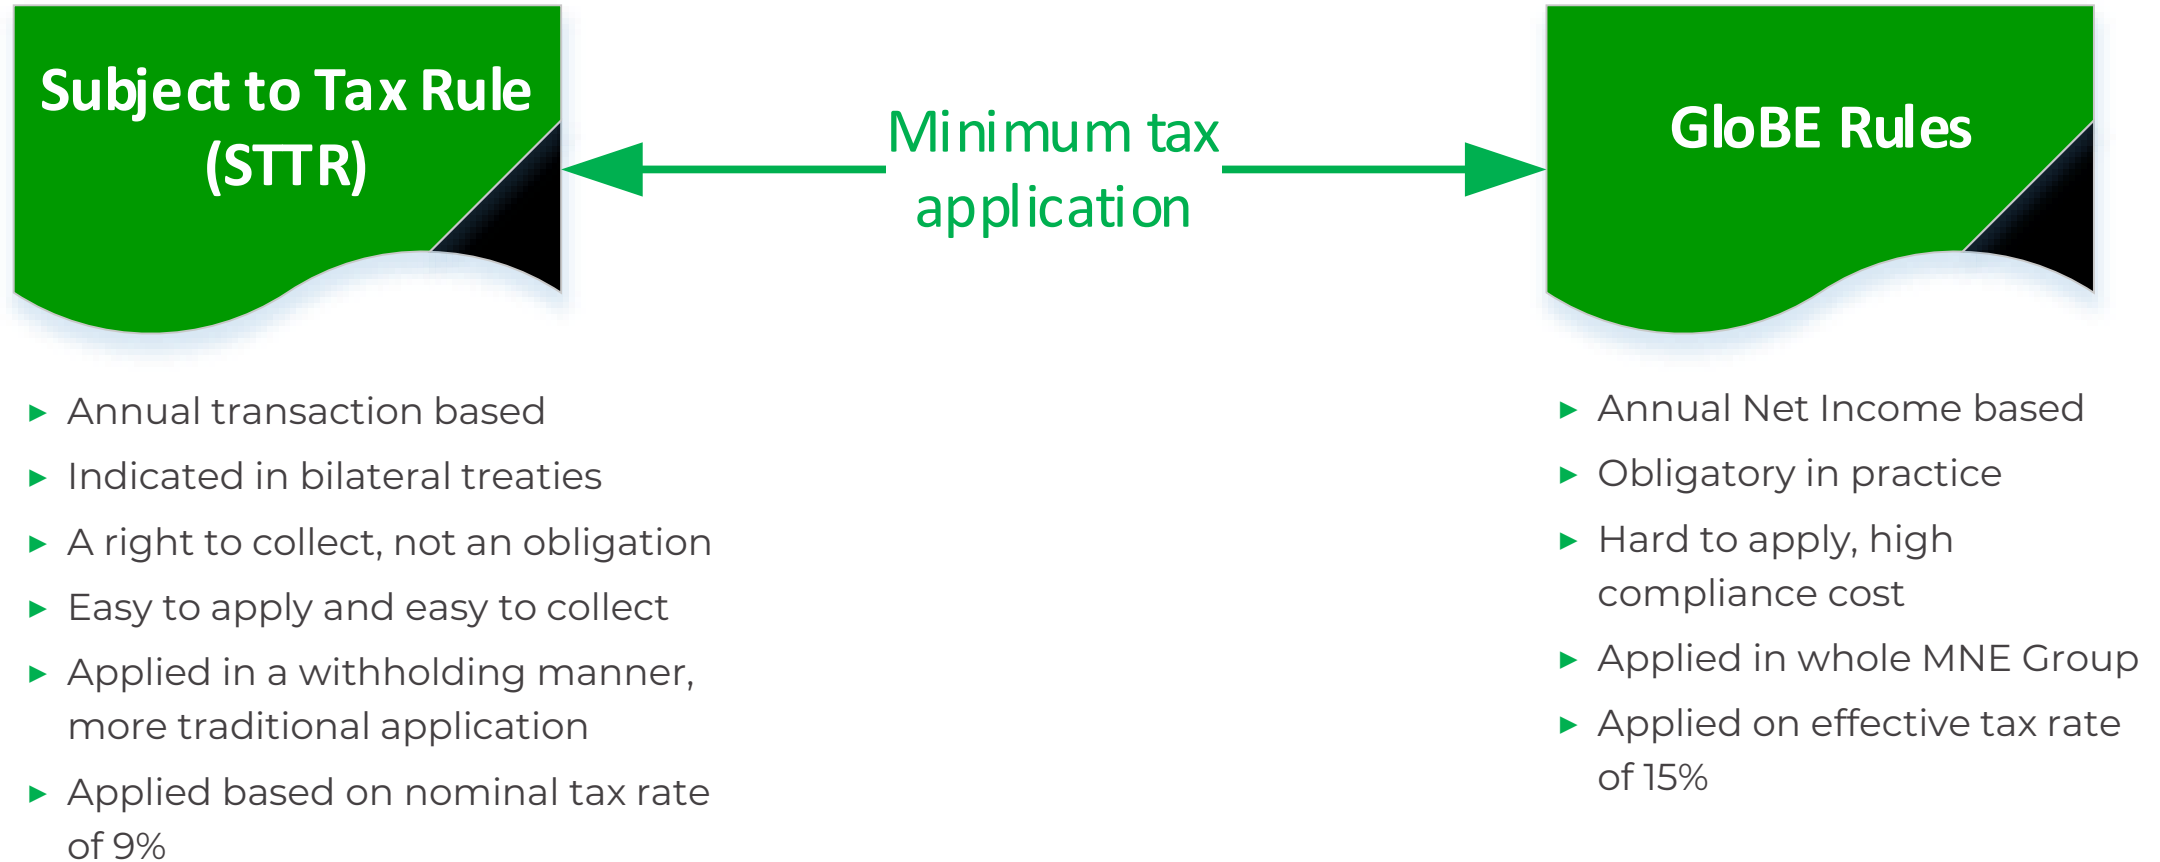 Subject to Tax Rule
(STTR)
Minimum tax
application
GloBE Rules
▸ Annual transaction based
▸ Indicated in bilateral treaties
▸ A right to collect, not an obligation
▸ Easy to apply and easy to collect
▸ Applied in a withholding manner,
more traditional application
▸ Applied based on nominal tax rate
of 9%
▸ Annual Net Income based
▸ Obligatory in practice
▸ Hard to apply, high
compliance cost
▸ Applied in whole MNE Group
▸ Applied on effective tax rate
of 15%